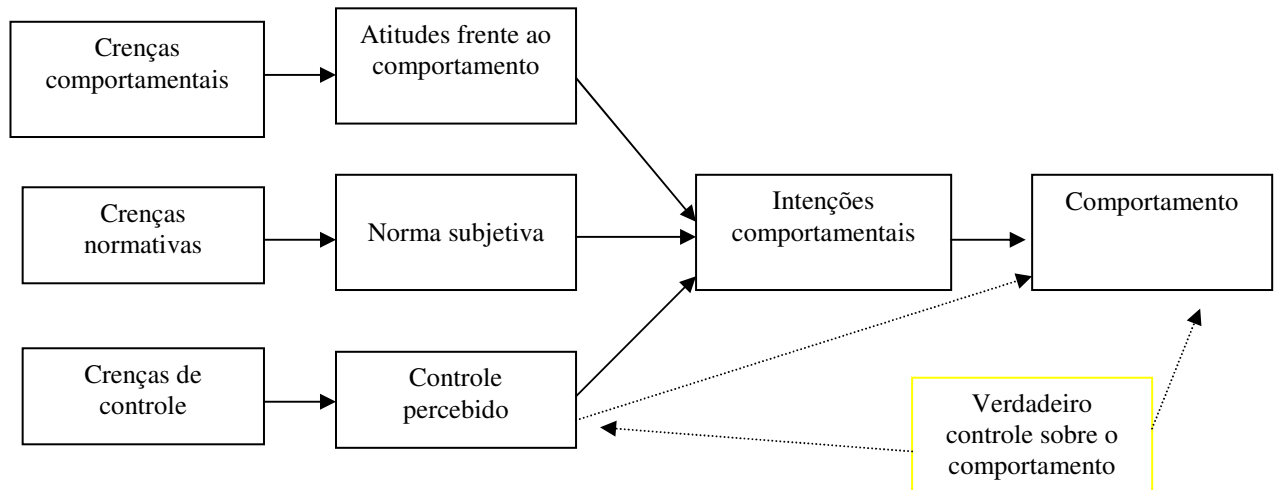 Crenças
comportamentais
Atitudes frente ao
comportamento
Crenças
normativas
Norma subjetiva
Intenções
comportamentais
Comportamento
Crenças de
controle
Controle
percebido
Verdadeiro
controle sobre o
comportamento